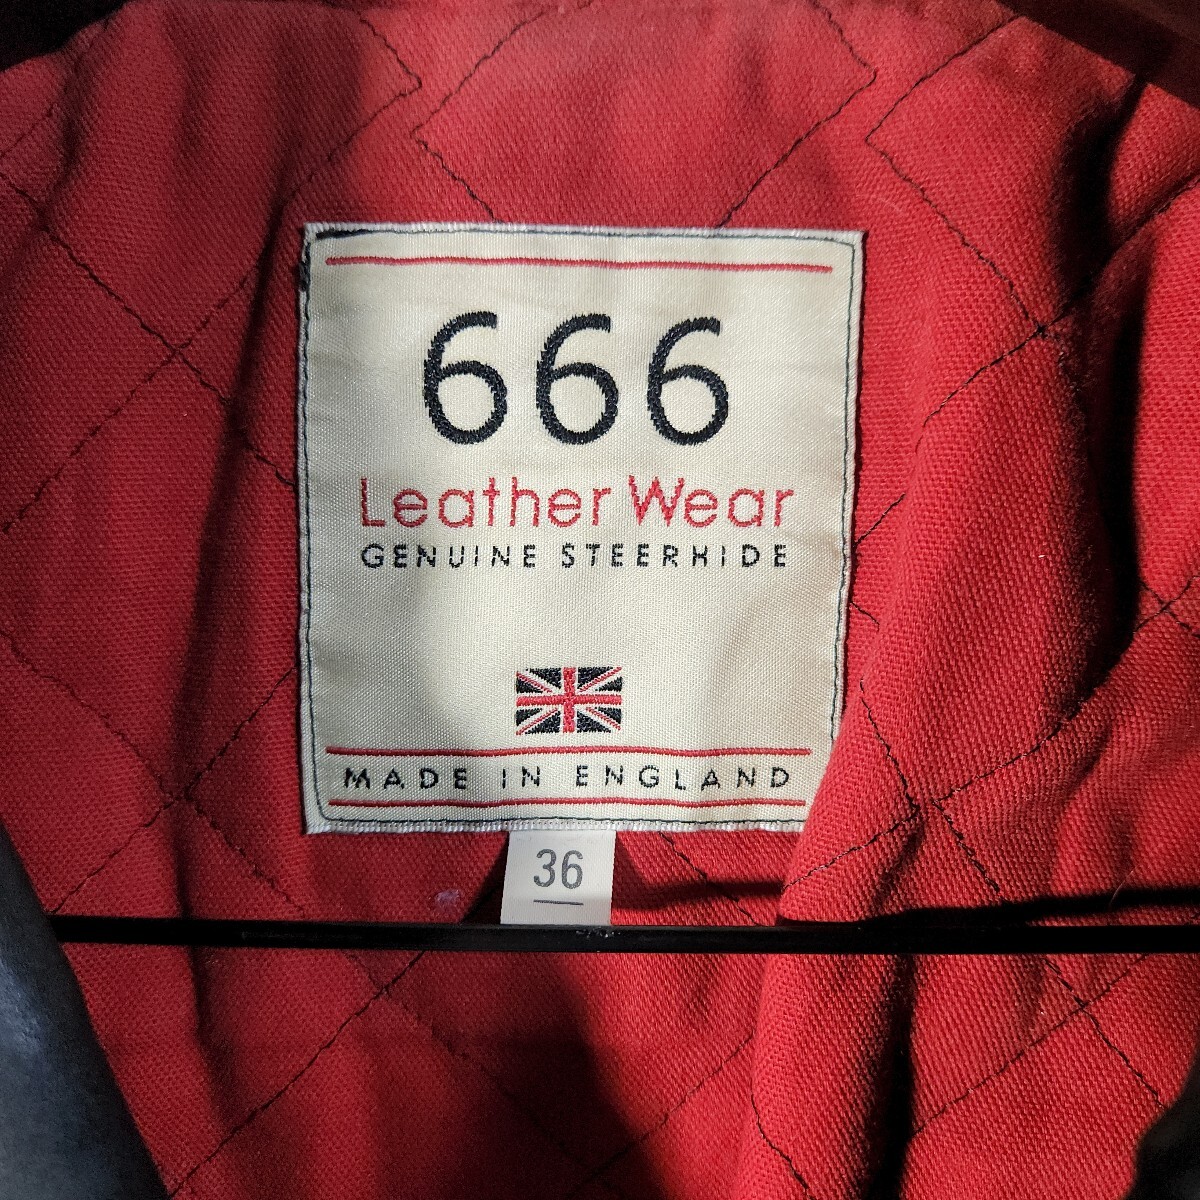 666
Leather Wear
GENUINE STEERHIDE
MADE IN ENGLAND
36